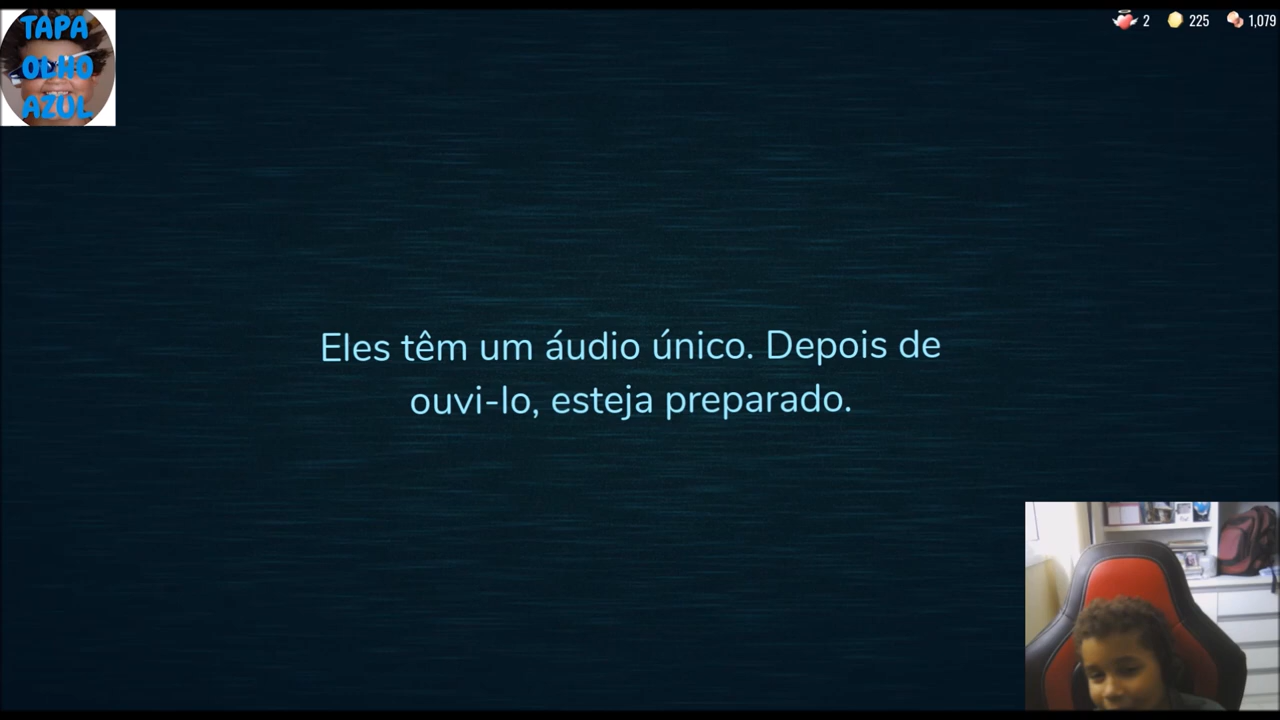 TAPA
OLHO
AZUL
2 225 1,079
Eles têm um áudio único. Depois de
ouvi-lo, esteja preparado.